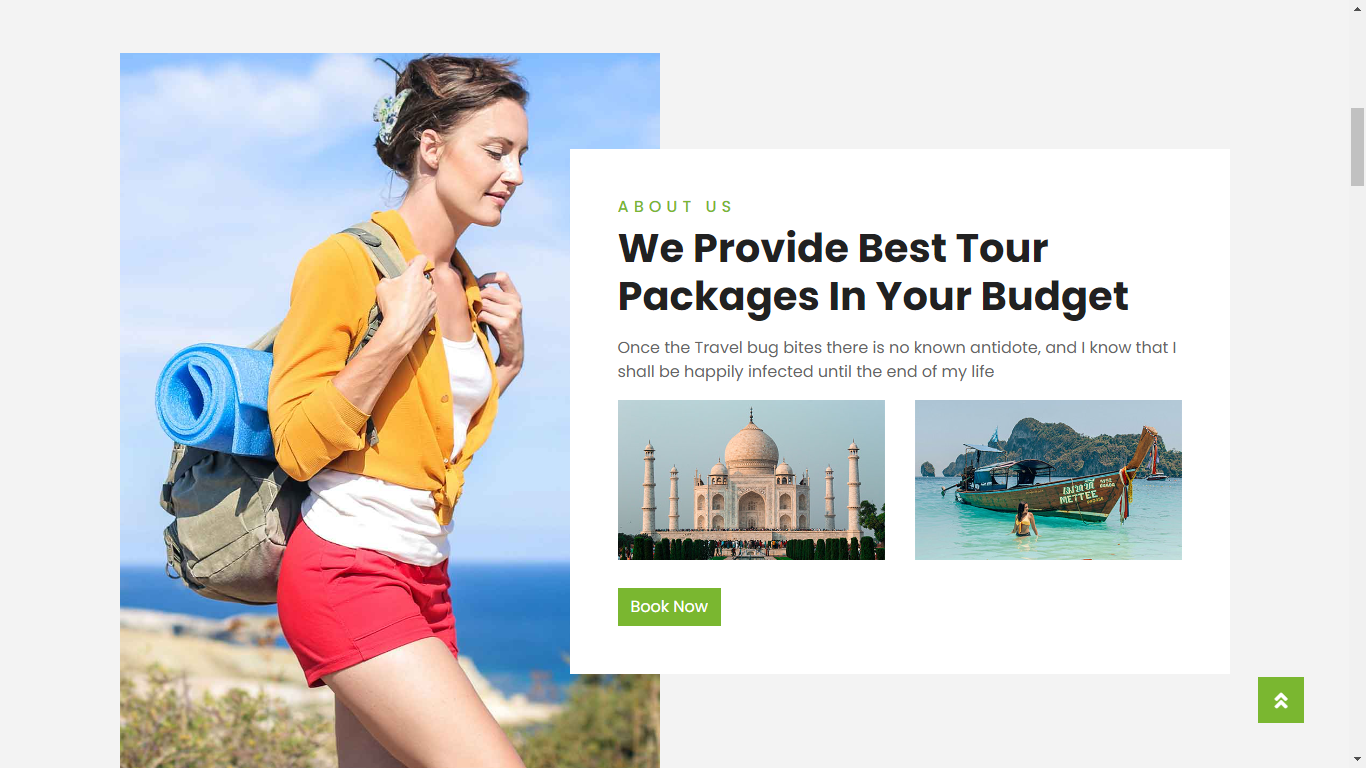 ABOUT US
We Provide Best Tour
Packages In Your Budget
Once the Travel bug bites there is no known antidote, and I know that I
shall be happily infected until the end of my life
METTEE
Book Now